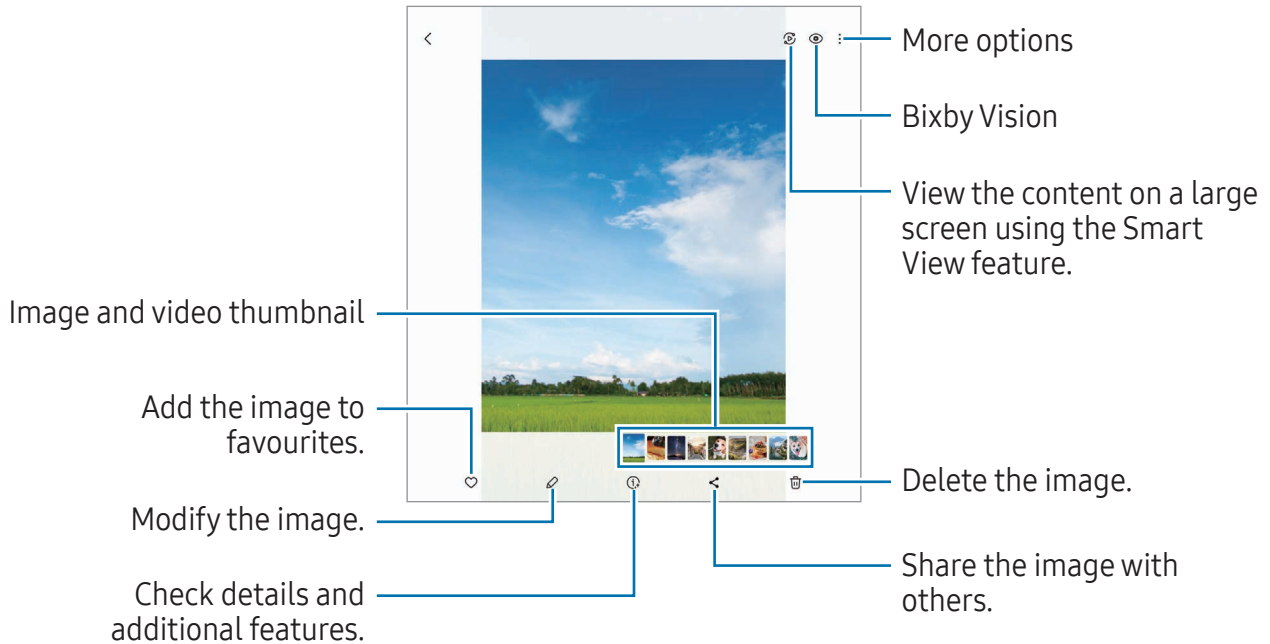 More options
Bixby Vision
View the content on a large
screen using the Smart
View feature.
Image and video thumbnail
Add the image to
favourites.
Modify the image.
Check details and
additional features.
Delete the image.
Share the image with
others.